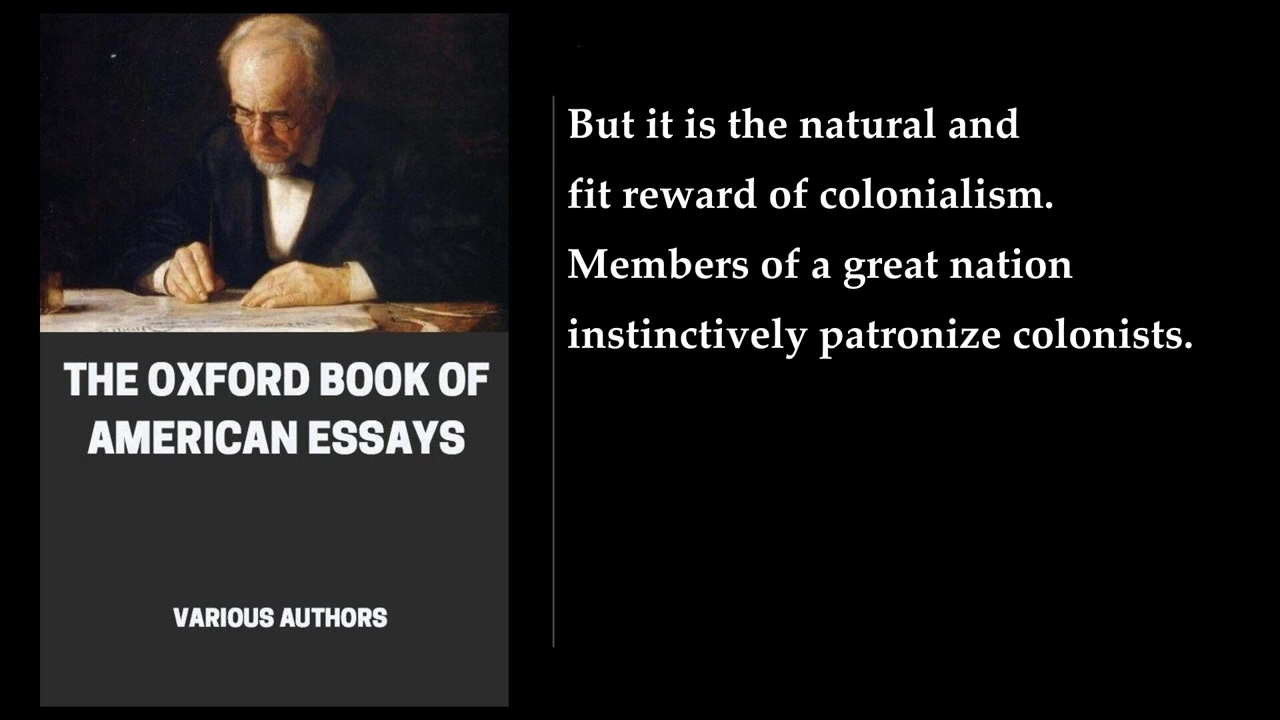 THE OXFORD BOOK OF
AMERICAN ESSAYS
VARIOUS AUTHORS
But it is the natural and
fit reward of colonialism.
Members of a great nation
instinctively patronize colonists.